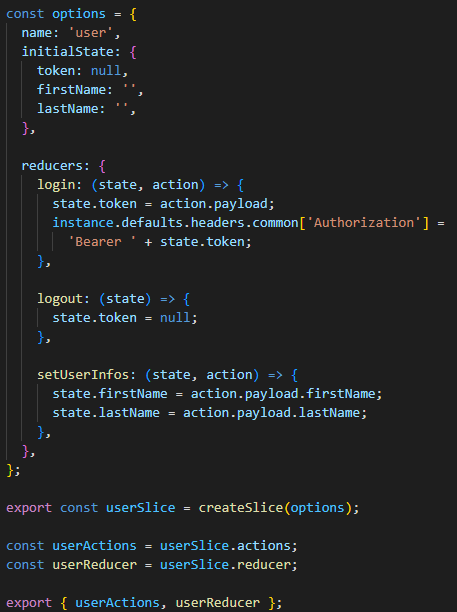 const options = {
  name: 'user',
  initialState: {
    token: null,
    firstName: '',
    lastName: '',
  },

  reducers: {
    login: (state, action) => {
      state.token = action.payload;
      instance.defaults.headers.common['Authorization'] =
        'Bearer ' + state.token;
    },

    logout: (state) => {
      state.token = null;
    },

    setUserInfos: (state, action) => {
      state.firstName = action.payload.firstName;
      state.lastName = action.payload.lastName;
    },
  },
};

export const userSlice = createSlice(options);

const userActions = userSlice.actions;
const userReducer = userSlice.reducer;

export { userActions, userReducer };